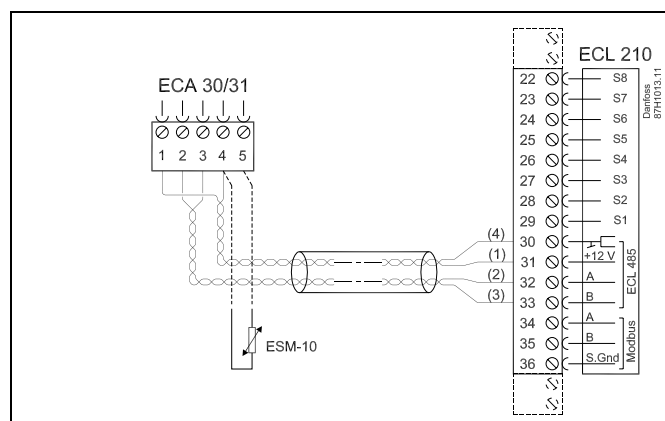 ECL 210
ECA 30/31
1 2 3 4 5
22 S8
23 S7
24 S6
25 S5
26 S4
27 S3
28 S2
29 S1
(4) 30
(1) 31 +12 V
(2) 32 A
(3) 33 B
34 A
35 B
36 S.Gnd
ECL 485
Modbus
Danfoss
87H1013.11
ESM-10